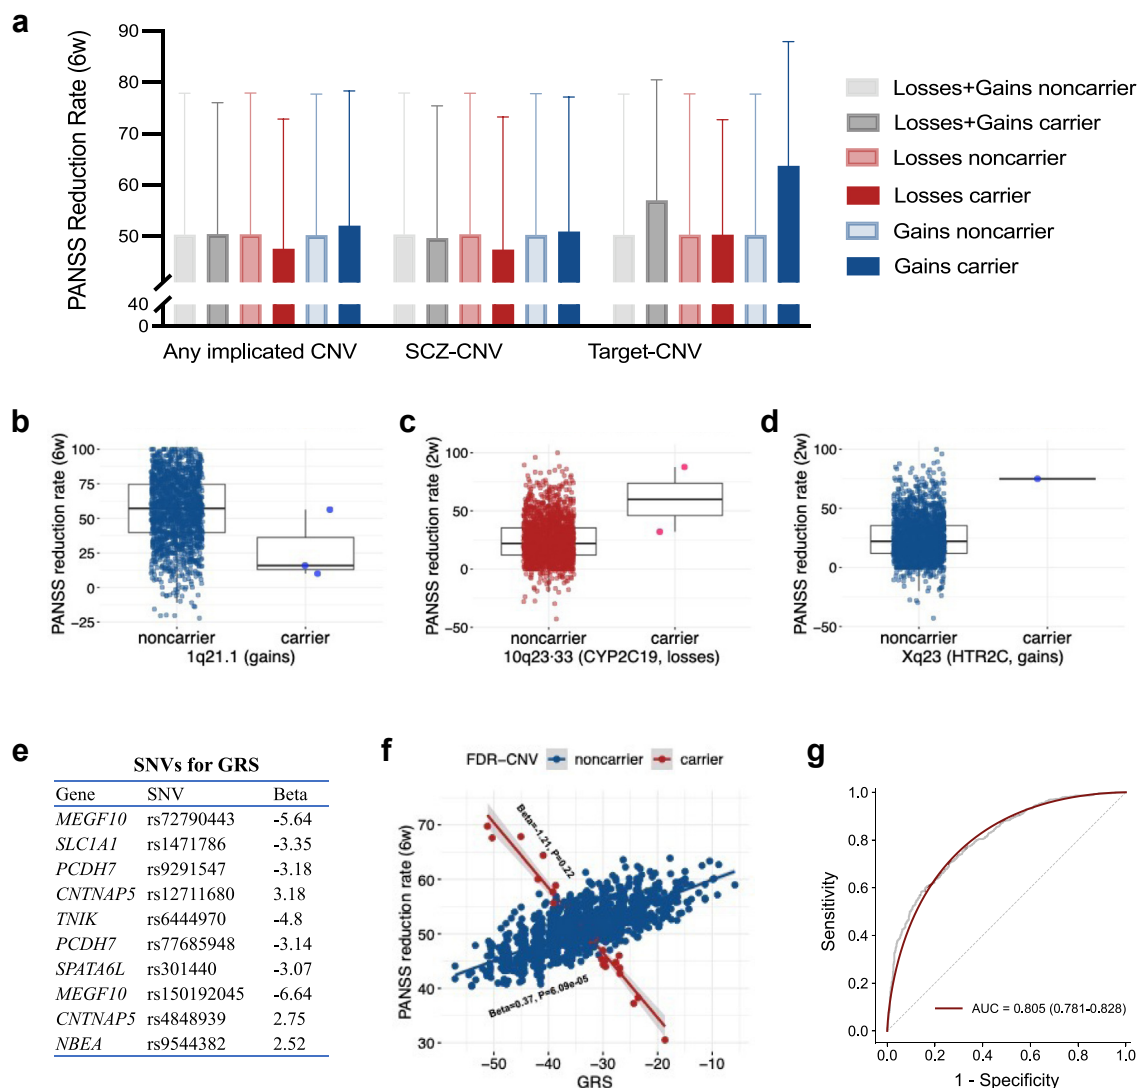 a
PANSS Reduction Rate (6w)
90
80
70
60
50
40
0
Any implicated CNV
SCZ-CNV
Target-CNV
Losses+Gains noncarrier
Losses+Gains carrier
Losses noncarrier
Losses carrier
Gains noncarrier
Gains carrier
b
PANSS reduction rate (6w)
100
75
50
25
0
−25
noncarrier
carrier
1q21.1 (gains)
c
PANSS reduction rate (2w)
100
50
0
−50
noncarrier
carrier
10q23·33 (CYP2C19, losses)
d
PANSS reduction rate (2w)
100
50
0
−50
noncarrier
carrier
Xq23 (HTR2C, gains)
e
SNVs for GRS
Gene SNV Beta
MEGF10 rs72790443 -5.64
SLC1A1 rs1471786 -3.35
PCDH7 rs9291547 -3.18
CNTNAP5 rs12711680 3.18
TNIK rs6444970 -4.8
PCDH7 rs77685948 -3.14
SPATA6L rs301440 -3.07
MEGF10 rs150192045 -6.64
CNTNAP5 rs4848939 2.75
NBEA rs9544382 2.52
f
FDR−CNV noncarrier carrier
PANSS reduction rate (6w)
70
60
50
40
30
Beta=-1.21, P=0.22
Beta=0.37, P=6.09e-05
−50 −40 −30 −20 −10
GRS
g
Sensitivity
1.0
0.8
0.6
0.4
0.2
0.0
AUC = 0.805 (0.781-0.828)
0.0 0.2 0.4 0.6 0.8 1.0
1 - Specificity